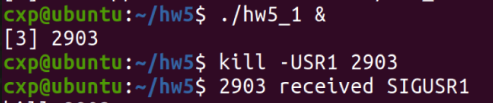 cxp@ubuntu:~/hw5$ ./hw5_1 &
[3] 2903
cxp@ubuntu:~/hw5$ kill -USR1 2903
cxp@ubuntu:~/hw5$ 2903 received SIGUSR1